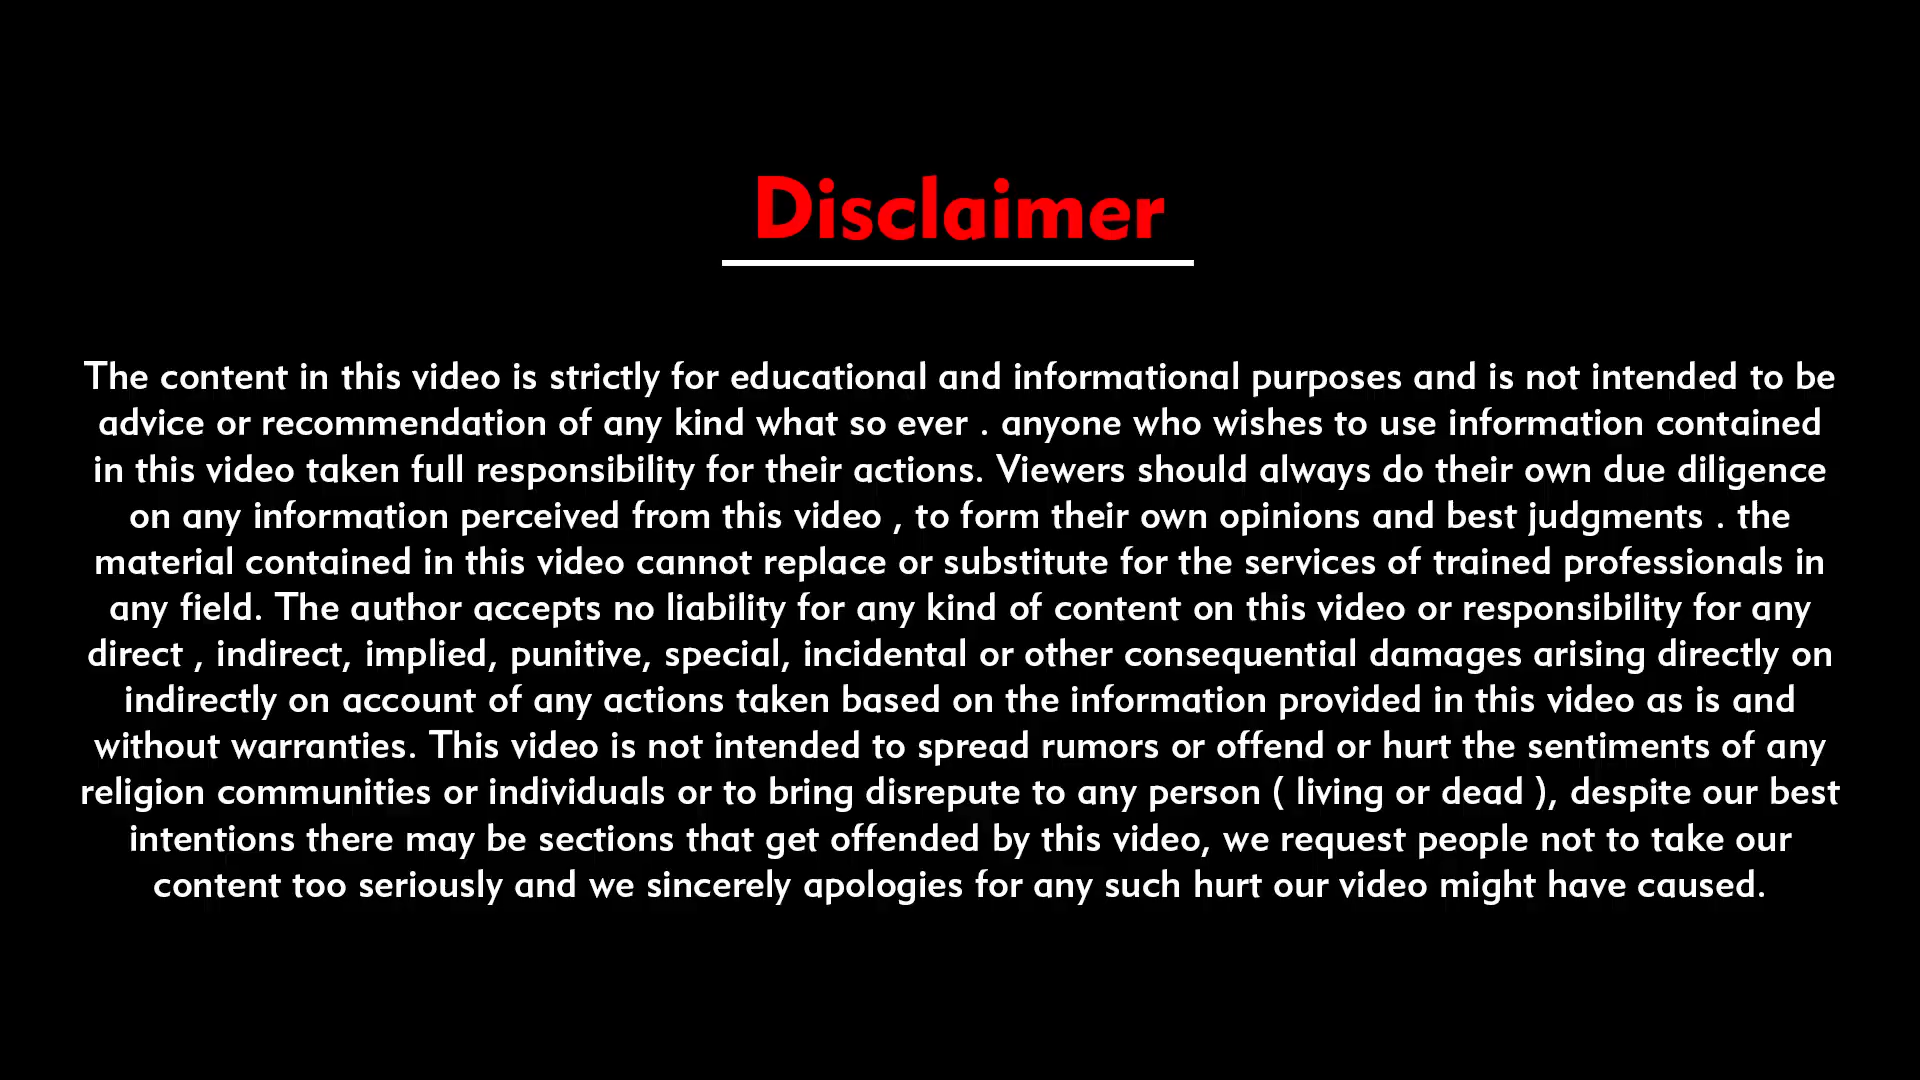 Disclaimer
The content in this video is strictly for educational and informational purposes and is not intended to be
advice or recommendation of any kind what so ever . anyone who wishes to use information contained
in this video taken full responsibility for their actions. Viewers should always do their own due diligence
on any information perceived from this video , to form their own opinions and best judgments . the
material contained in this video cannot replace or substitute for the services of trained professionals in
any field. The author accepts no liability for any kind of content on this video or responsibility for any
direct , indirect, implied, punitive, special, incidental or other consequential damages arising directly on
indirectly on account of any actions taken based on the information provided in this video as is and
without warranties. This video is not intended to spread rumors or offend or hurt the sentiments of any
religion communities or individuals or to bring disrepute to any person ( living or dead ), despite our best
intentions there may be sections that get offended by this video, we request people not to take our
content too seriously and we sincerely apologies for any such hurt our video might have caused.